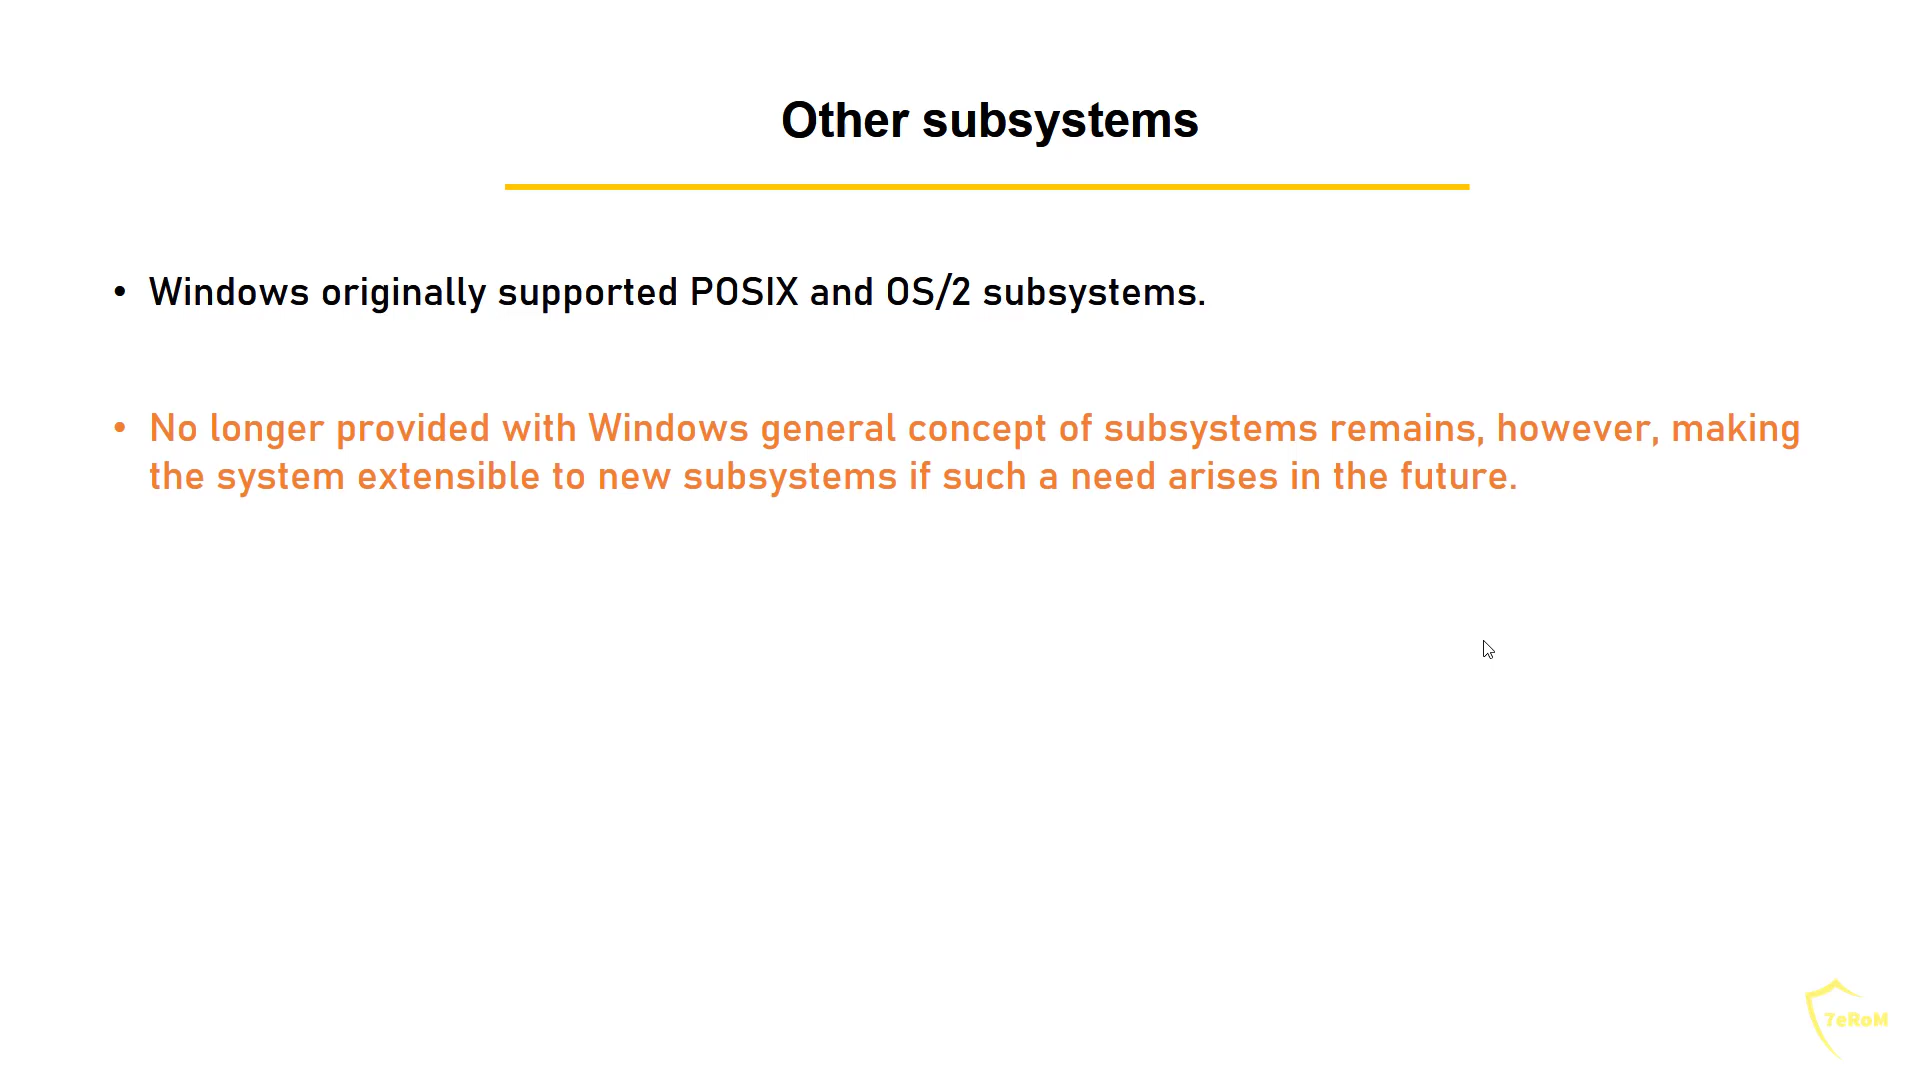 Other subsystems
• Windows originally supported POSIX and OS/2 subsystems.
• No longer provided with Windows general concept of subsystems remains, however, making
the system extensible to new subsystems if such a need arises in the future.
7eRoM